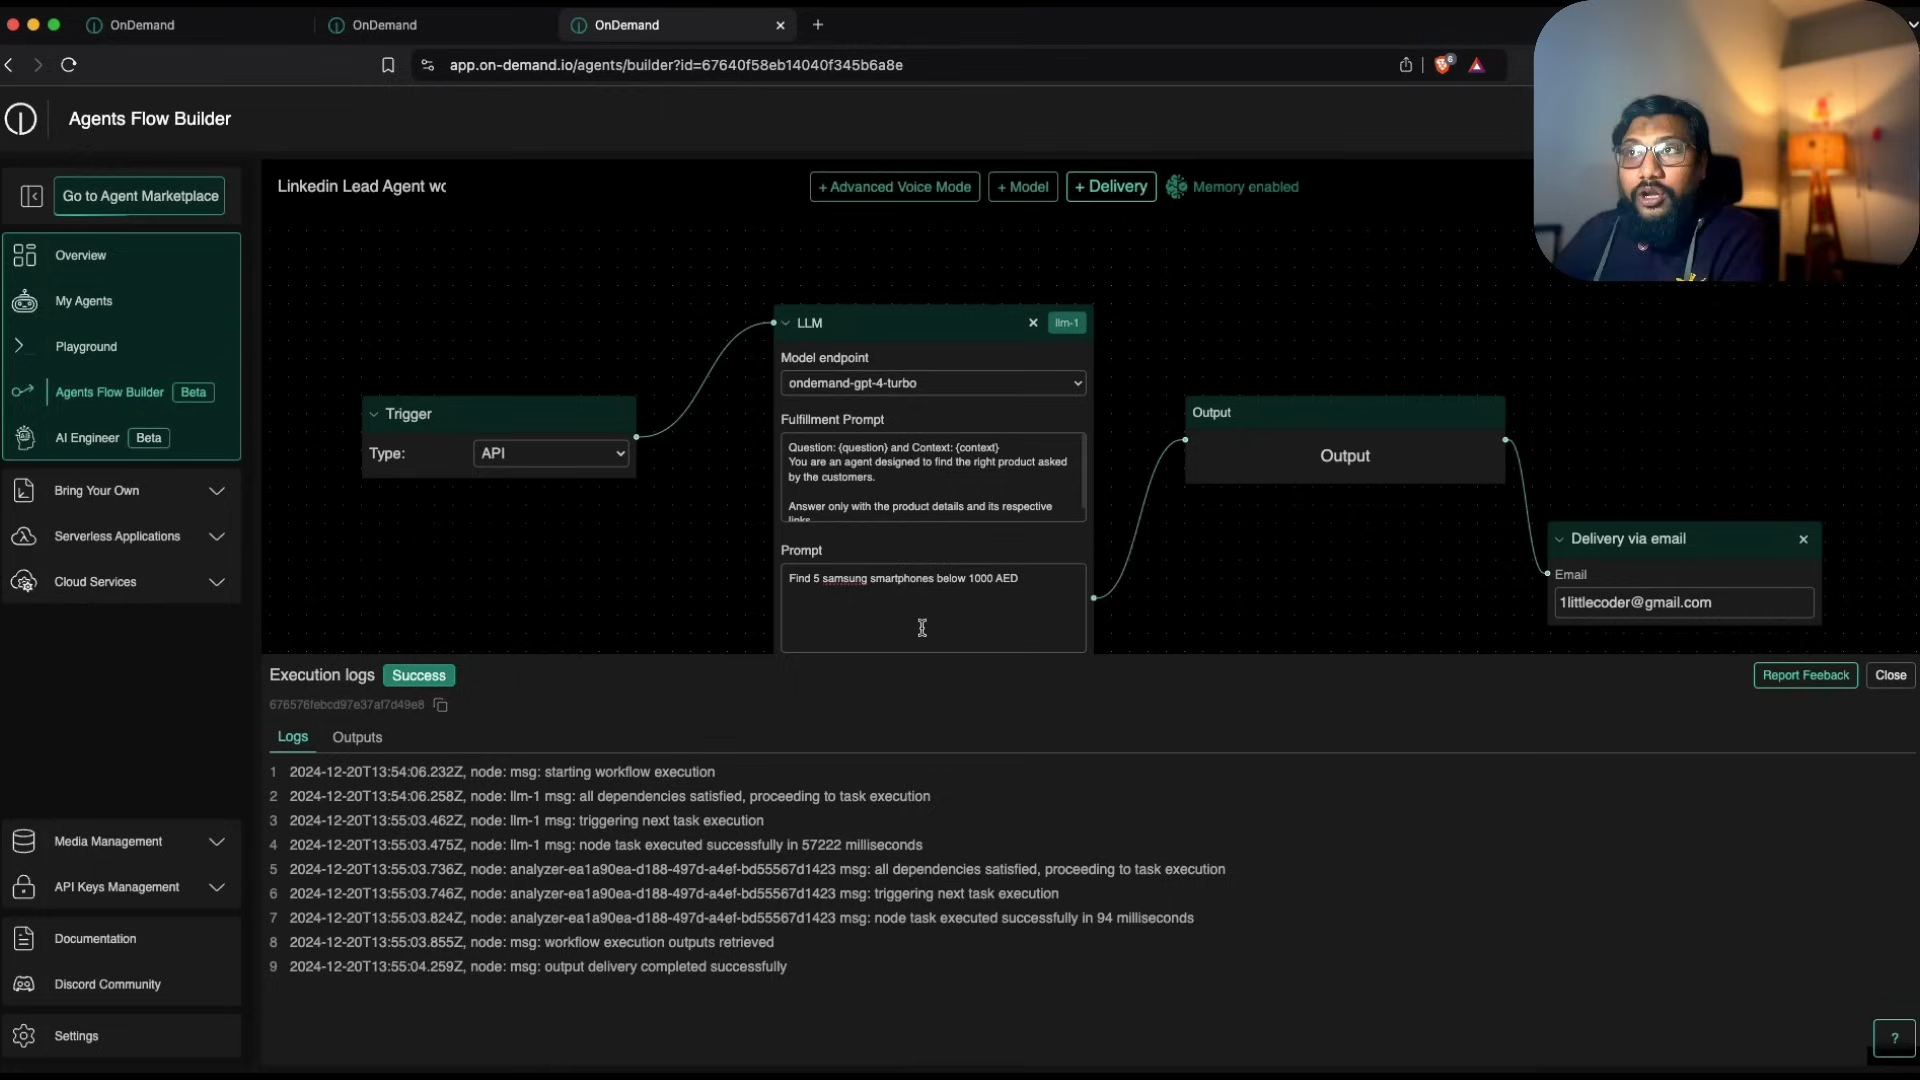 OnDemand
OnDemand
OnDemand
app.on-demand.io/agents/builder?id=67640f58eb14040f345b6a8e
6
Agents Flow Builder
Go to Agent Marketplace
Linkedin Lead Agent wo
+ Advanced Voice Mode
+ Model
+ Delivery
Memory enabled
Overview
My Agents
Playground
Agents Flow Builder Beta
AI Engineer Beta
Bring Your Own
Serverless Applications
Cloud Services
Media Management
API Keys Management
Documentation
Discord Community
Settings
Trigger
Type: API
LLM
llm-1
Model endpoint
ondemand-gpt-4-turbo
Fulfillment Prompt
Question: {question} and Context: {context}
You are an agent designed to find the right product asked
by the customers.
Answer only with the product details and its respective
links
Prompt
Find 5 samsung smartphones below 1000 AED
Output
Output
Delivery via email
Email
1littlecoder@gmail.com
Execution logs Success
Report Feeback
Close
676576febcd97e37af7d49e8
Logs
Outputs
1 2024-12-20T13:54:06.232Z, node: msg: starting workflow execution
2 2024-12-20T13:54:06.258Z, node: llm-1 msg: all dependencies satisfied, proceeding to task execution
3 2024-12-20T13:55:03.462Z, node: llm-1 msg: triggering next task execution
4 2024-12-20T13:55:03.475Z, node: llm-1 msg: node task executed successfully in 57222 milliseconds
5 2024-12-20T13:55:03.736Z, node: analyzer-ea1a90ea-d188-497d-a4ef-bd55567d1423 msg: all dependencies satisfied, proceeding to task execution
6 2024-12-20T13:55:03.746Z, node: analyzer-ea1a90ea-d188-497d-a4ef-bd55567d1423 msg: triggering next task execution
7 2024-12-20T13:55:03.824Z, node: analyzer-ea1a90ea-d188-497d-a4ef-bd55567d1423 msg: node task executed successfully in 94 milliseconds
8 2024-12-20T13:55:03.855Z, node: msg: workflow execution outputs retrieved
9 2024-12-20T13:55:04.259Z, node: msg: output delivery completed successfully
?